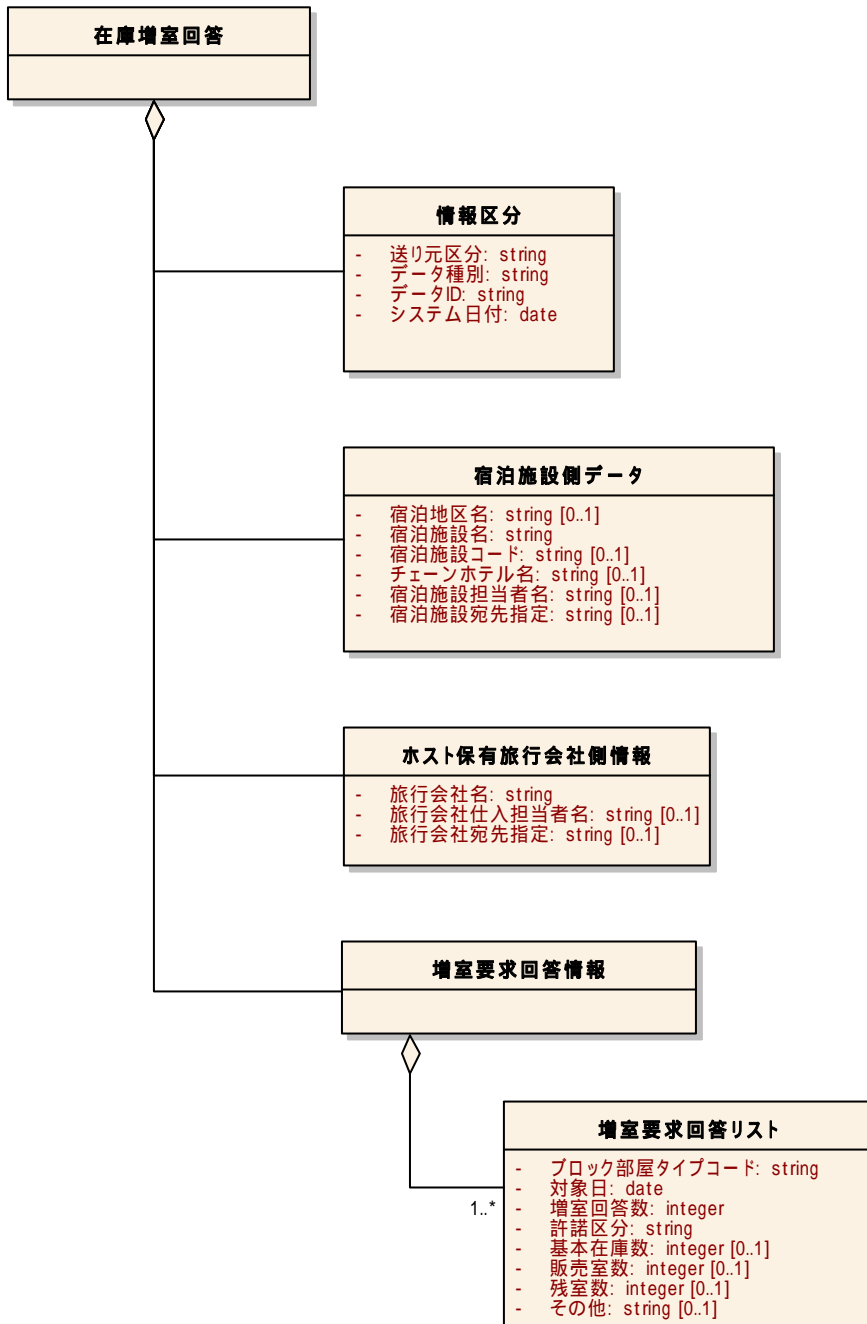 在庫増室回答
情報区分
- 送り元区分: string
- データ種別: string
- データID: string
- システム日付: date
宿泊施設側データ
- 宿泊地区名: string [0..1]
- 宿泊施設名: string
- 宿泊施設コード: string [0..1]
- チェーンホテル名: string [0..1]
- 宿泊施設担当者名: string [0..1]
- 宿泊施設宛先指定: string [0..1]
ホスト保有旅行会社側情報
- 旅行会社名: string
- 旅行会社仕入担当者名: string [0..1]
- 旅行会社宛先指定: string [0..1]
増室要求回答情報
増室要求回答リスト
- ブロック部屋タイプコード: string
- 対象日: date
- 増室回答数: integer
- 許諾区分: string
- 基本在庫数: integer [0..1]
- 販売室数: integer [0..1]
- 残室数: integer [0..1]
- その他: string [0..1]
1..*